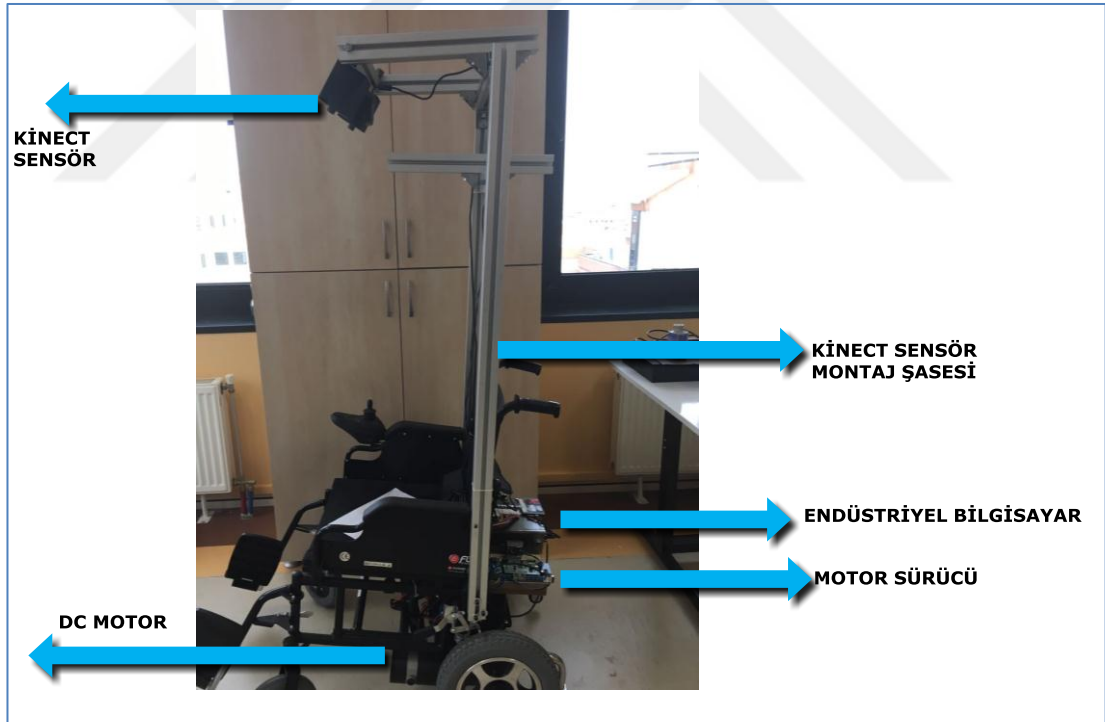 KİNECT
SENSÖR
KİNECT SENSÖR
MONTAJ ŞASESİ
ENDÜSTRİYEL BİLGİSAYAR
MOTOR SÜRÜCÜ
DC MOTOR